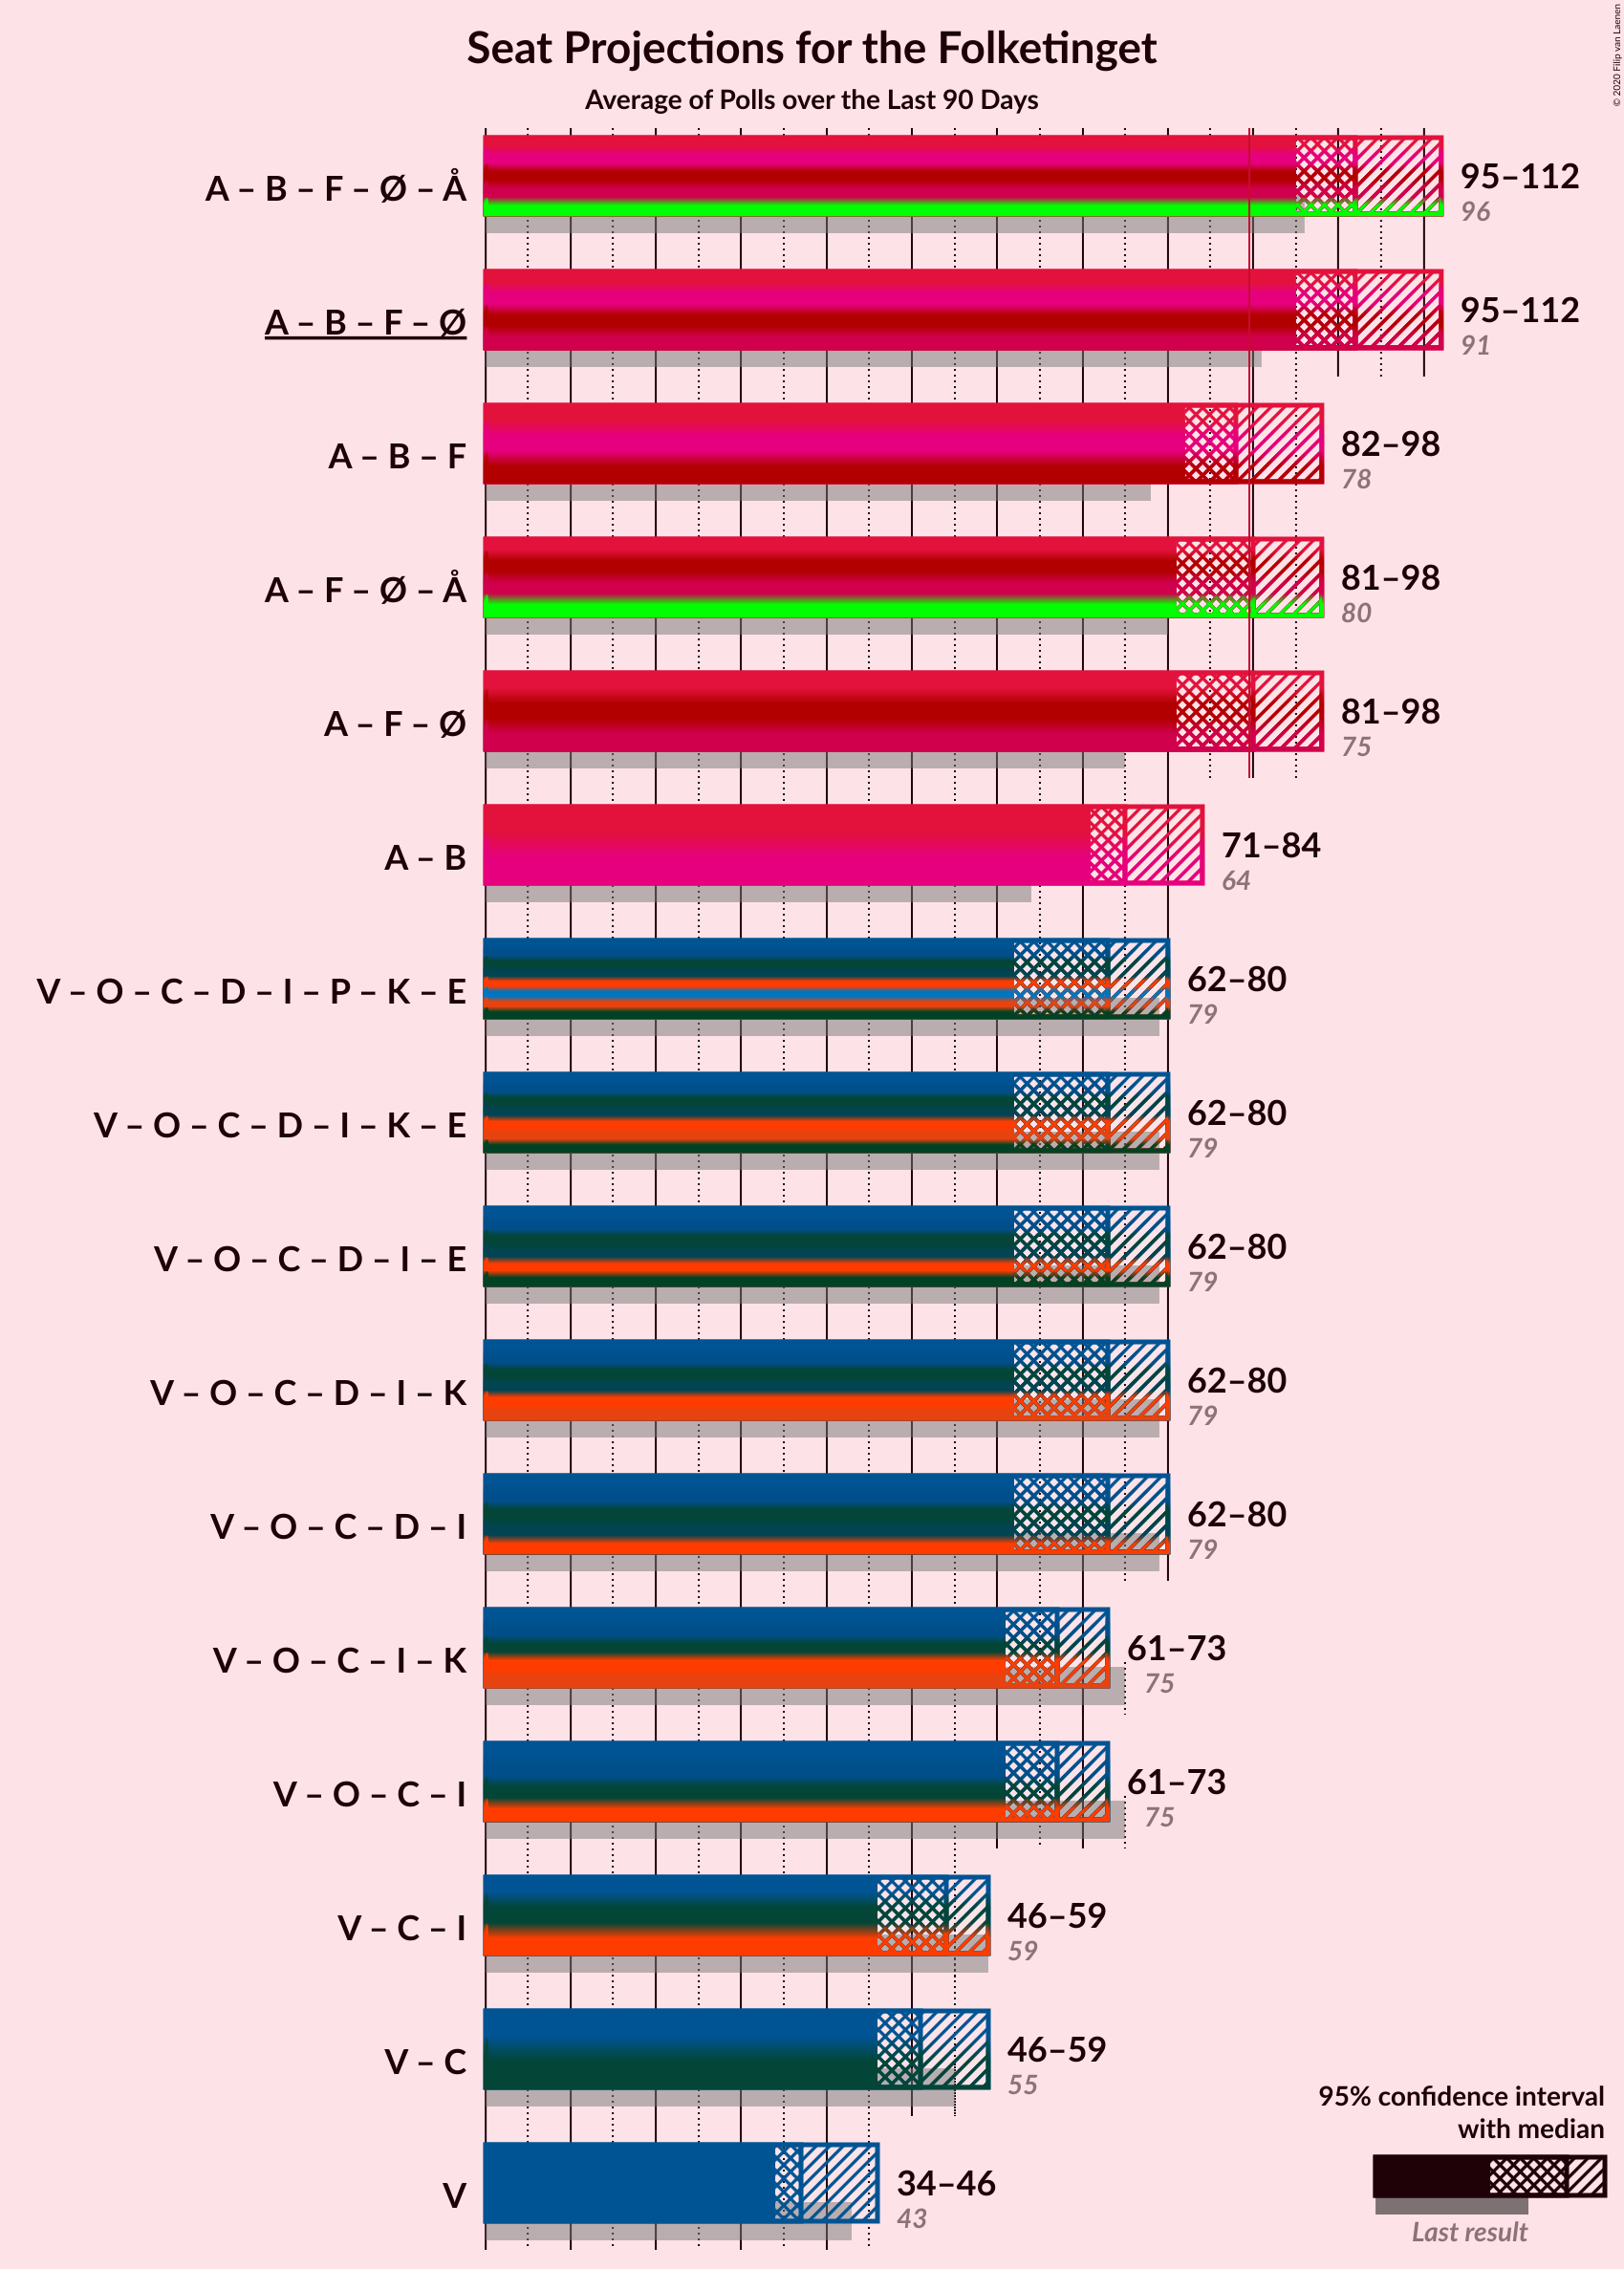 Seat Projections for the Folketinget
Average of Polls over the Last 90 Days
© 2020 Filip van Laenen
A – B – F – Ø – Å
95–112
96
A – B – F – Ø
95–112
91
A – B – F
82–98
78
A – F – Ø – Å
81–98
80
A – F – Ø
81–98
75
A – B
71–84
64
V – O – C – D – I – P – K – E
62–80
79
V – O – C – D – I – K – E
62–80
79
V – O – C – D – I – E
62–80
79
V – O – C – D – I – K
62–80
79
V – O – C – D – I
62–80
79
V – O – C – I – K
61–73
75
V – O – C – I
61–73
75
V – C – I
46–59
59
V – C
46–59
55
V
34–46
43
95% confidence interval
with median
Last result